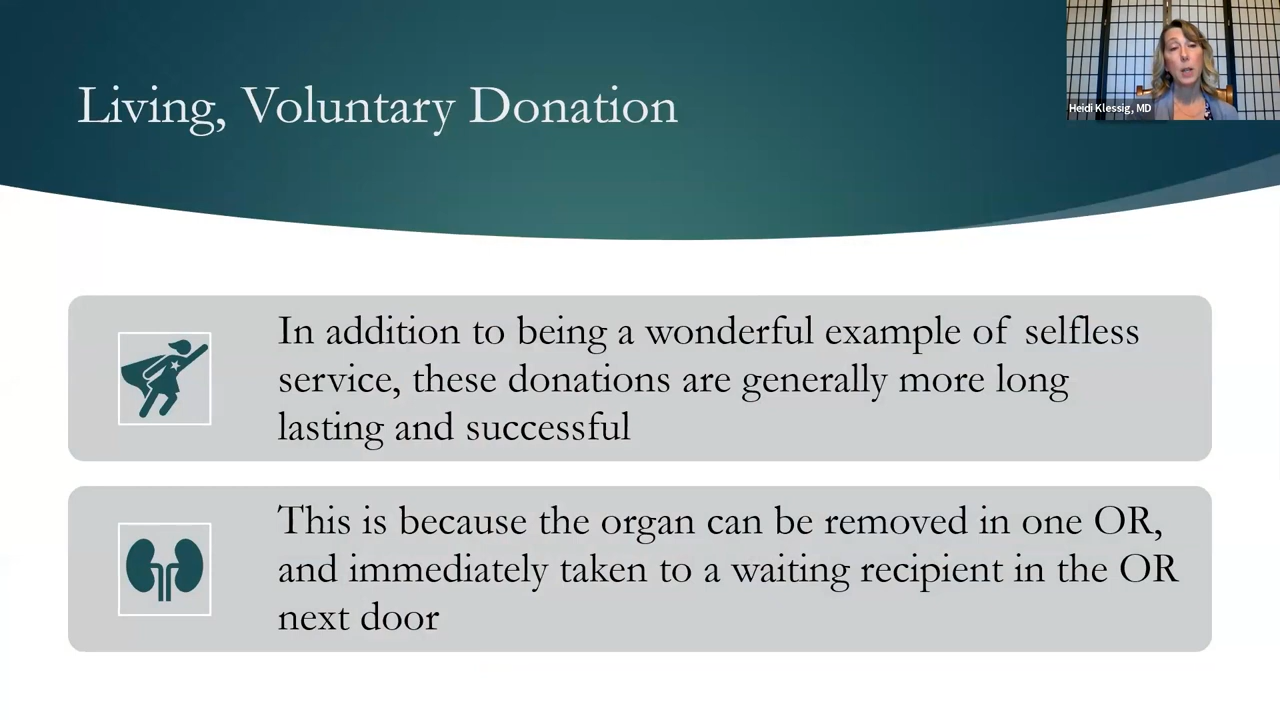 Living, Voluntary Donation
Heidi Klessig, MD
In addition to being a wonderful example of selfless
service, these donations are generally more long
lasting and successful
This is because the organ can be removed in one OR,
and immediately taken to a waiting recipient in the OR
next door